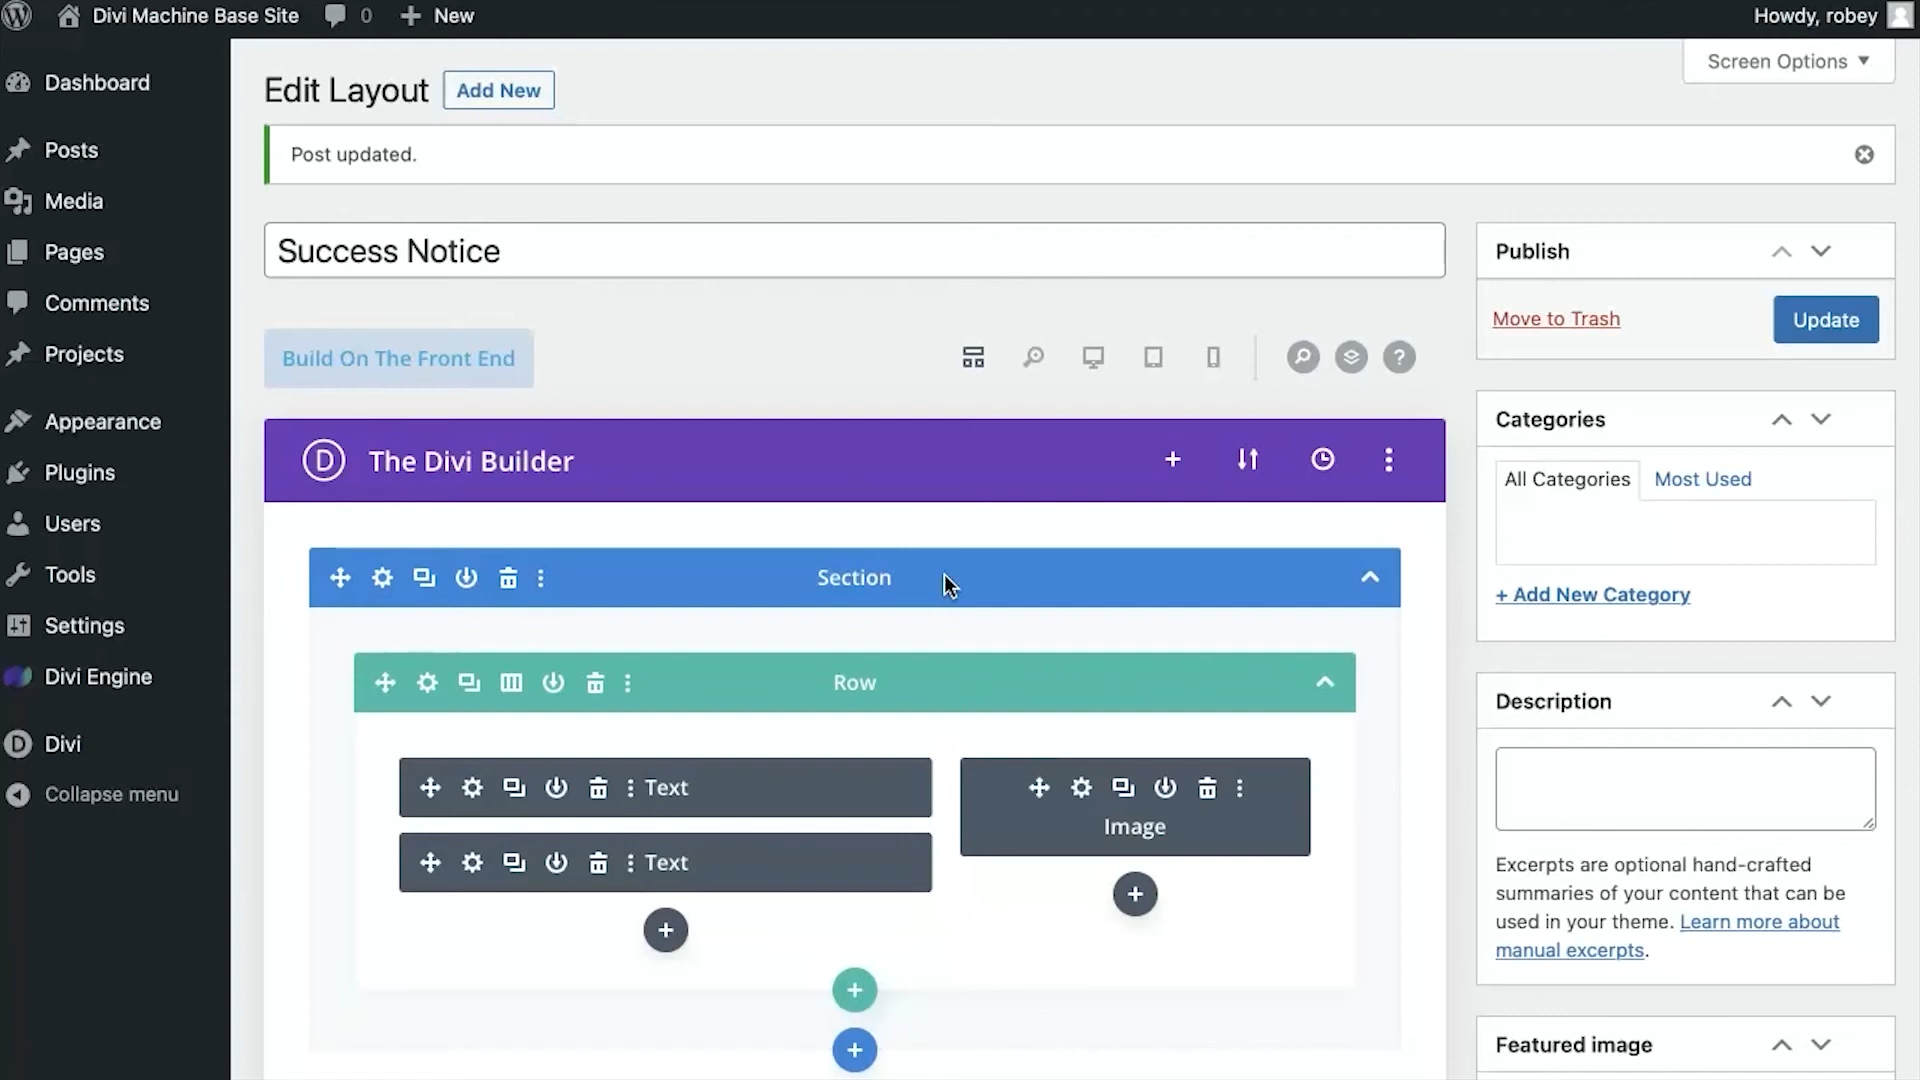 Divi Machine Base Site
0
New
Howdy, robey
Dashboard
Posts
Media
Pages
Comments
Projects
Appearance
Plugins
Users
Tools
Settings
Divi Engine
Divi
Collapse menu
Screen Options
Edit Layout
Add New
Post updated.
Success Notice
Build On The Front End
?
D The Divi Builder
Section
Row
Text
Text
Image
Publish
Move to Trash
Update
Categories
All Categories
Most Used
+ Add New Category
Description
Excerpts are optional hand-crafted
summaries of your content that can be
used in your theme. Learn more about
manual excerpts.
Featured image